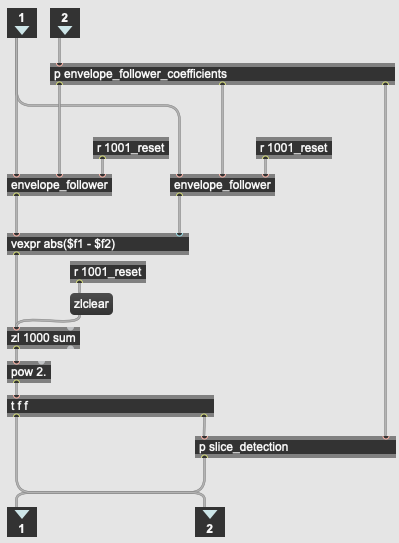 1 2
p envelope_follower_coefficients
r 1001_reset r 1001_reset
envelope_follower envelope_follower
vexpr abs($f1 - $f2)
r 1001_reset
zlclear
zl 1000 sum
pow 2.
t f f
p slice_detection
1 2